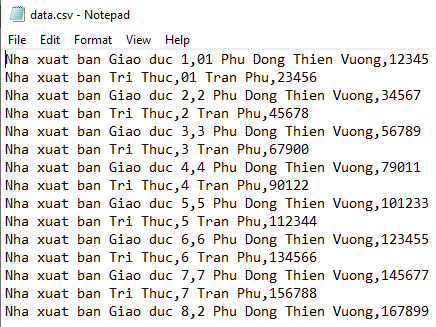 data.csv - Notepad
File Edit Format View Help
Nha xuat ban Giao duc 1,01 Phu Dong Thien Vuong,12345
Nha xuat ban Tri Thuc,01 Tran Phu,23456
Nha xuat ban Giao duc 2,2 Phu Dong Thien Vuong,34567
Nha xuat ban Tri Thuc,2 Tran Phu,45678
Nha xuat ban Giao duc 3,3 Phu Dong Thien Vuong,56789
Nha xuat ban Tri Thuc,3 Tran Phu,67900
Nha xuat ban Giao duc 4,4 Phu Dong Thien Vuong,79011
Nha xuat ban Tri Thuc,4 Tran Phu,90122
Nha xuat ban Giao duc 5,5 Phu Dong Thien Vuong,101233
Nha xuat ban Tri Thuc,5 Tran Phu,112344
Nha xuat ban Giao duc 6,6 Phu Dong Thien Vuong,123455
Nha xuat ban Tri Thuc,6 Tran Phu,134566
Nha xuat ban Giao duc 7,7 Phu Dong Thien Vuong,145677
Nha xuat ban Tri Thuc,7 Tran Phu,156788
Nha xuat ban Giao duc 8,2 Phu Dong Thien Vuong,167899